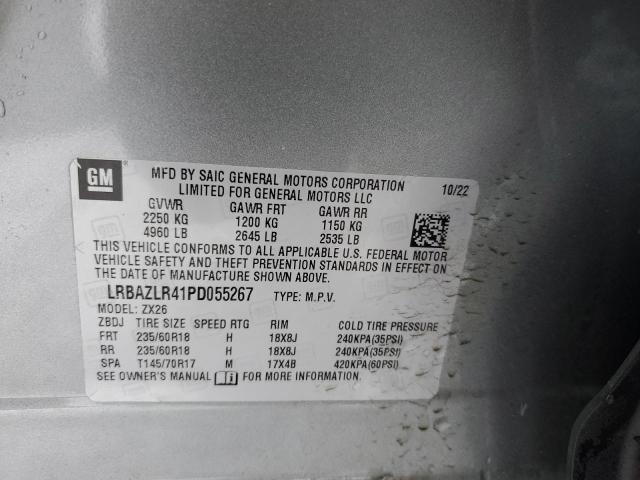 GM
MFD BY SAIC GENERAL MOTORS CORPORATION
LIMITED FOR GENERAL MOTORS LLC
10/22
GVWR GAWR FRT GAWR RR
2250 KG 1200 KG 1150 KG
4960 LB 2645 LB 2535 LB
THIS VEHICLE CONFORMS TO ALL APPLICABLE U.S. FEDERAL MOTOR
VEHICLE SAFETY AND THEFT PREVENTION STANDARDS IN EFFECT ON
THE DATE OF MANUFACTURE SHOWN ABOVE.
LRBAZLR41PD055267 TYPE: M.P.V.
MODEL: ZX26
ZBDJ TIRE SIZE SPEED RTG RIM COLD TIRE PRESSURE
FRT 235/60R18 H 18X8J 240KPA(35PSI)
RR 235/60R18 H 18X8J 240KPA(35PSI)
SPA T145/70R17 M 17X4B 420KPA(60PSI)
SEE OWNER'S MANUAL FOR MORE INFORMATION.